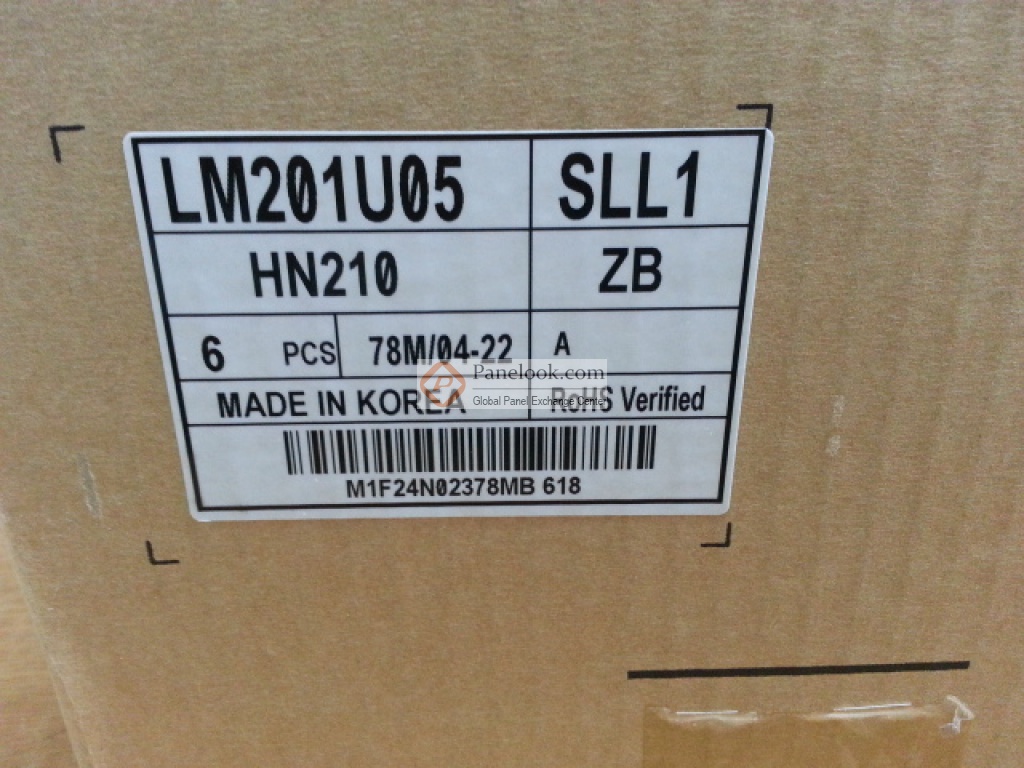 LM201U05 SLL1
HN210 ZB
6 PCS 78M/04-22 A
Panelook.com
Global Panel Exchange Center
MADE IN KOREA RoHS Verified
M1F24N02378MB 618